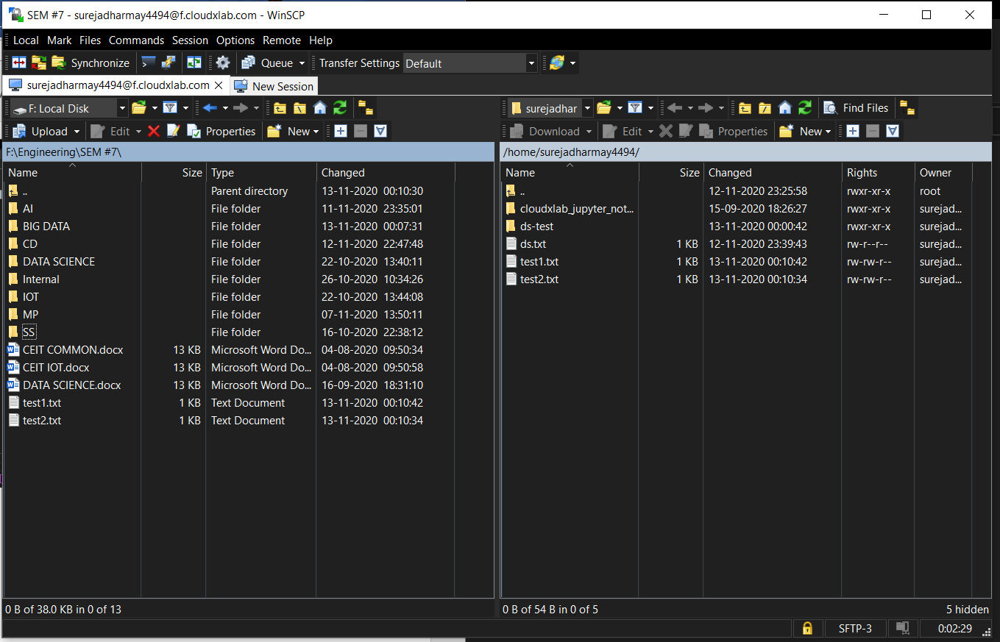 SEM #7 - surejadharmay4494@f.cloudxlab.com - WinSCP
Local Mark Files Commands Session Options Remote Help
Synchronize Queue Transfer Settings Default
surejadharmay4494@f.cloudxlab.com New Session
F: Local Disk
Upload Edit Properties New
F:\Engineering\SEM #7\
Name Size Type Changed
.. Parent directory 13-11-2020 00:10:30
AI File folder 11-11-2020 23:35:01
BIG DATA File folder 13-11-2020 00:07:31
CD File folder 12-11-2020 22:47:48
DATA SCIENCE File folder 22-10-2020 13:40:11
Internal File folder 26-10-2020 10:34:26
IOT File folder 22-10-2020 13:44:08
MP File folder 07-11-2020 13:50:11
SS File folder 16-10-2020 22:38:12
CEIT COMMON.docx 13 KB Microsoft Word Do... 04-08-2020 09:50:34
CEIT IOT.docx 13 KB Microsoft Word Do... 04-08-2020 09:50:58
DATA SCIENCE.docx 13 KB Microsoft Word Do... 16-09-2020 18:31:10
test1.txt 1 KB Text Document 13-11-2020 00:10:42
test2.txt 1 KB Text Document 13-11-2020 00:10:34
0 B of 38.0 KB in 0 of 13
surejadhar Find Files
Download Edit Properties New
/home/surejadharmay4494/
Name Size Changed Rights Owner
.. 12-11-2020 23:25:58 rwxr-xr-x root
cloudxlab_jupyter_not... 15-09-2020 18:26:27 rwxr-xr-x surejad...
ds-test 13-11-2020 00:00:42 rwxr-xr-x surejad...
ds.txt 1 KB 12-11-2020 23:39:43 rw-r--r-- surejad...
test1.txt 1 KB 13-11-2020 00:10:42 rw-rw-r-- surejad...
test2.txt 1 KB 13-11-2020 00:10:34 rw-rw-r-- surejad...
0 B of 54 B in 0 of 5 5 hidden
SFTP-3 0:02:29